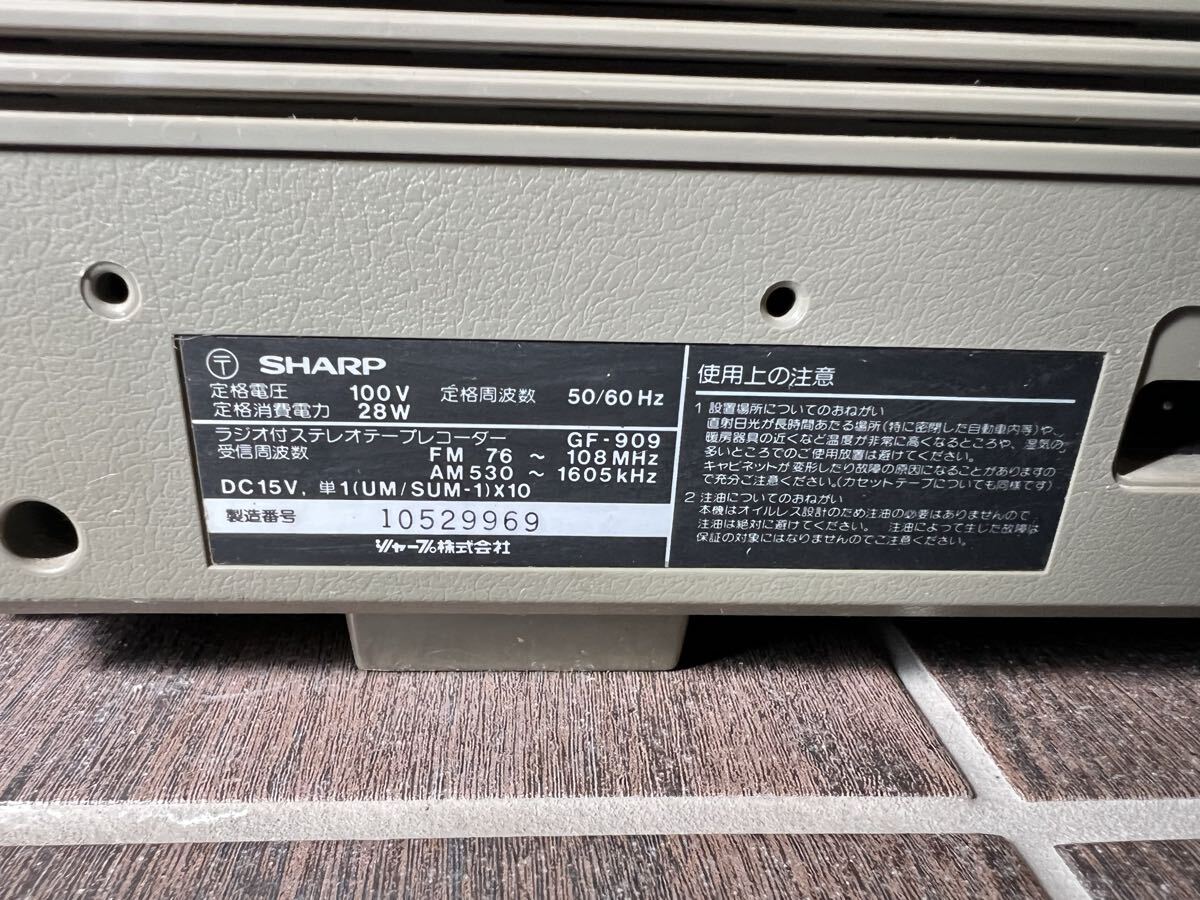 〒 SHARP
定格電圧 100V 定格周波数 50/60Hz
定格消費電力 28W
ラジオ付ステレオテープレコーダー GF-909
受信周波数 FM 76 ~ 108MHz
AM 530 ~ 1605kHz
DC15V, 単1(UM/SUM-1)X10
製造番号 10529969
シャープ株式会社
使用上の注意
1 設置場所についてのおねがい
直射日光が長時間あたる場所(特に密閉した自動車内等)や、
暖房器具の近くなど温度が非常に高くなるところや、湿気の
多いところでのご使用放置は避けてください。
キャビネットが変形したり故障の原因になることがありますの
で充分ご注意ください。(カセットテープについても同様です)
2 注油についてのおねがい
本機はオイルレス設計のため注油の必要はありませんので、
注油は絶対に避けてください。 注油によって生じた故障は
保証の対象にはなりませんのでご注意ください。